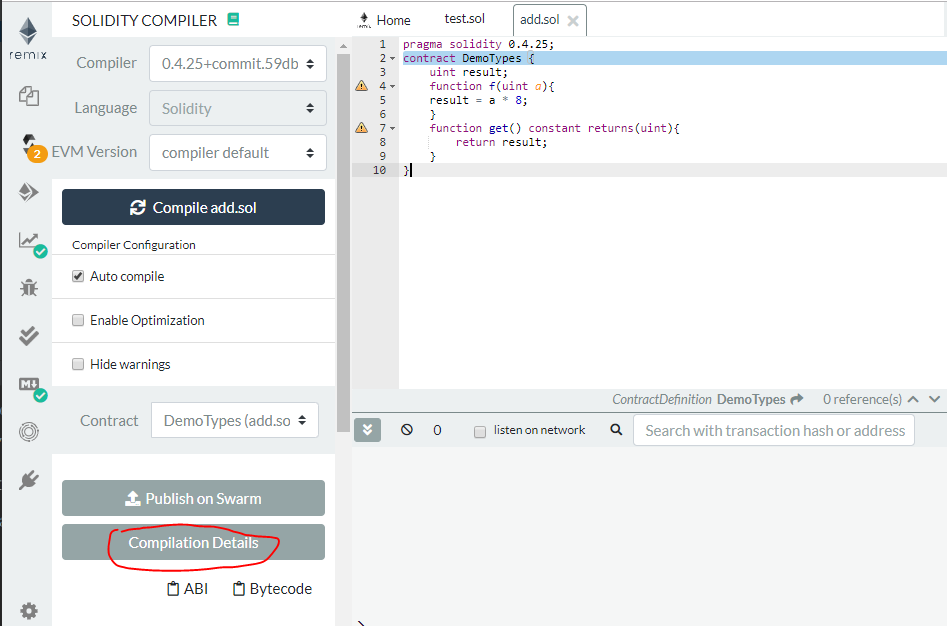 remix
SOLIDITY COMPILER
Compiler
0.4.25+commit.59db
Language
Solidity
2
EVM Version
compiler default
Compile add.sol
Compiler Configuration
Auto compile
Enable Optimization
Hide warnings
M
Contract
DemoTypes (add.so
Publish on Swarm
Compilation Details
ABI
Bytecode
remix
Home
test.sol
add.sol
1 pragma solidity 0.4.25;
2 contract DemoTypes {
3 uint result;
4 function f(uint a){
5 result = a * 8;
6 }
7 function get() constant returns(uint){
8 return result;
9 }
10 }
ContractDefinition DemoTypes
0 reference(s)
0
listen on network
Search with transaction hash or address
>